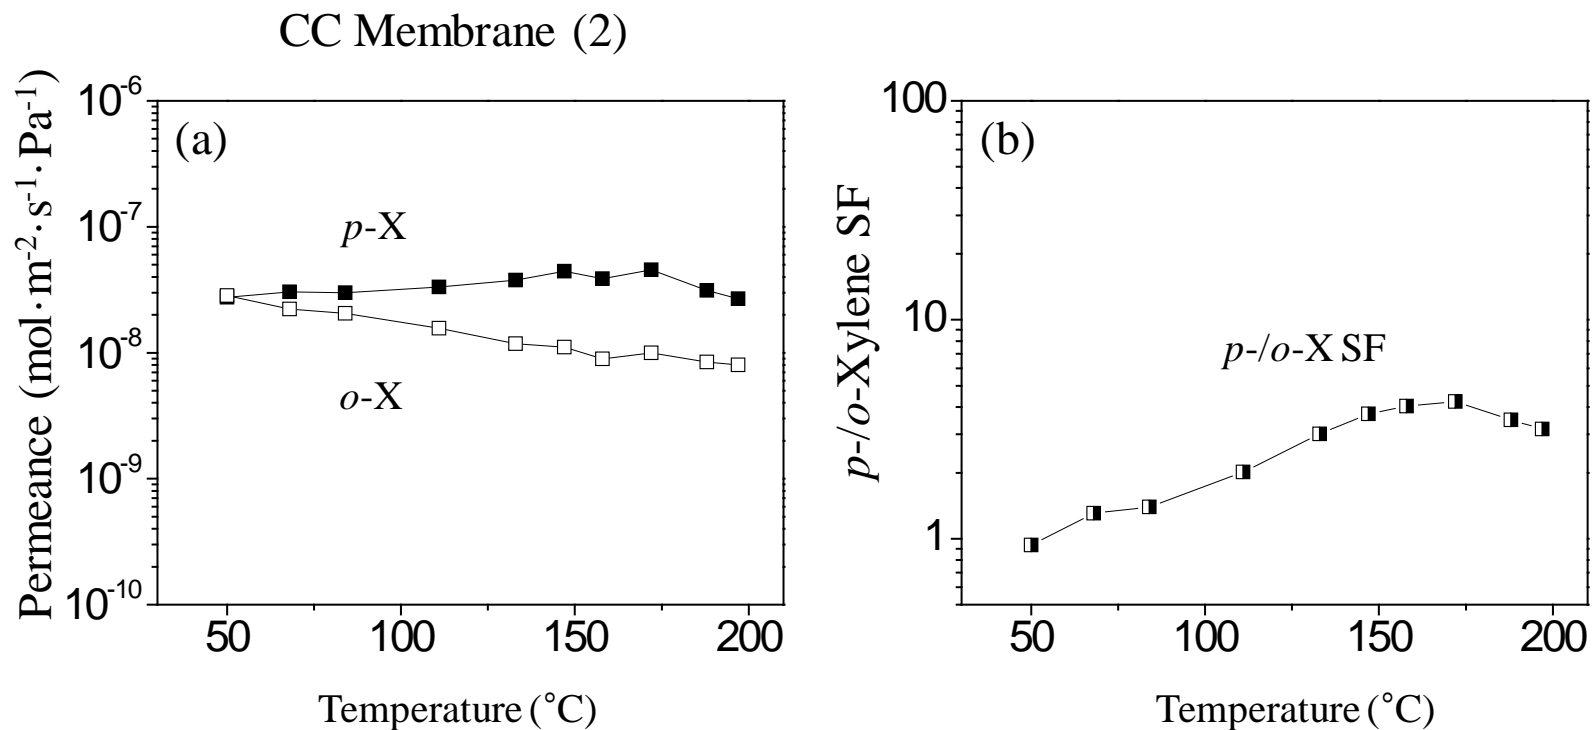 CC Membrane (2)
Permeance (mol·m⁻²·s⁻¹·Pa⁻¹)
10⁻⁶
10⁻⁷
10⁻⁸
10⁻⁹
10⁻¹⁰
(a)
p-X
o-X
50 100 150 200
Temperature (°C)
p-/o-Xylene SF
100
10
1
(b)
p-/o-X SF
50 100 150 200
Temperature (°C)